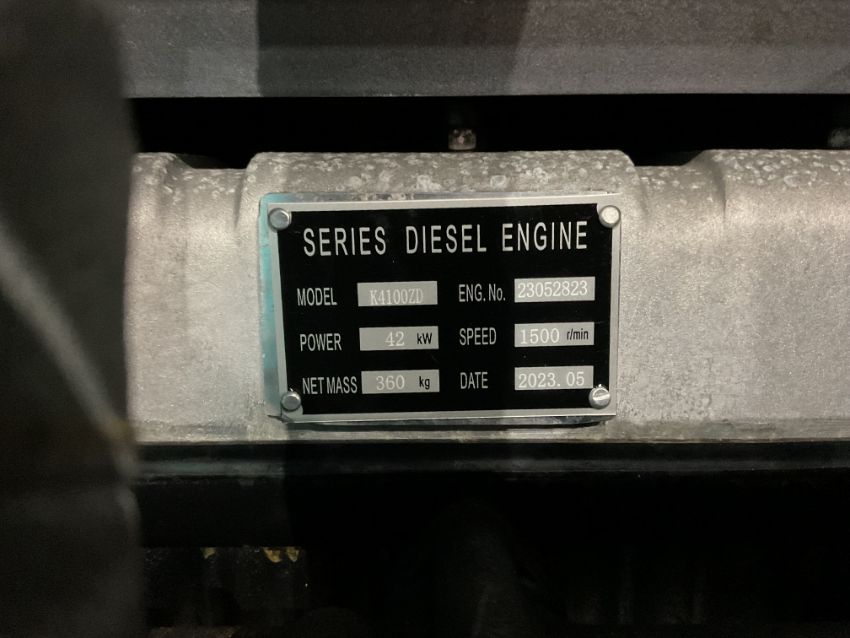 SERIES DIESEL ENGINE
MODEL K4100ZD ENG. No. 23052823
POWER 42 kW SPEED 1500 r/min
NET MASS 360 kg DATE 2023.05